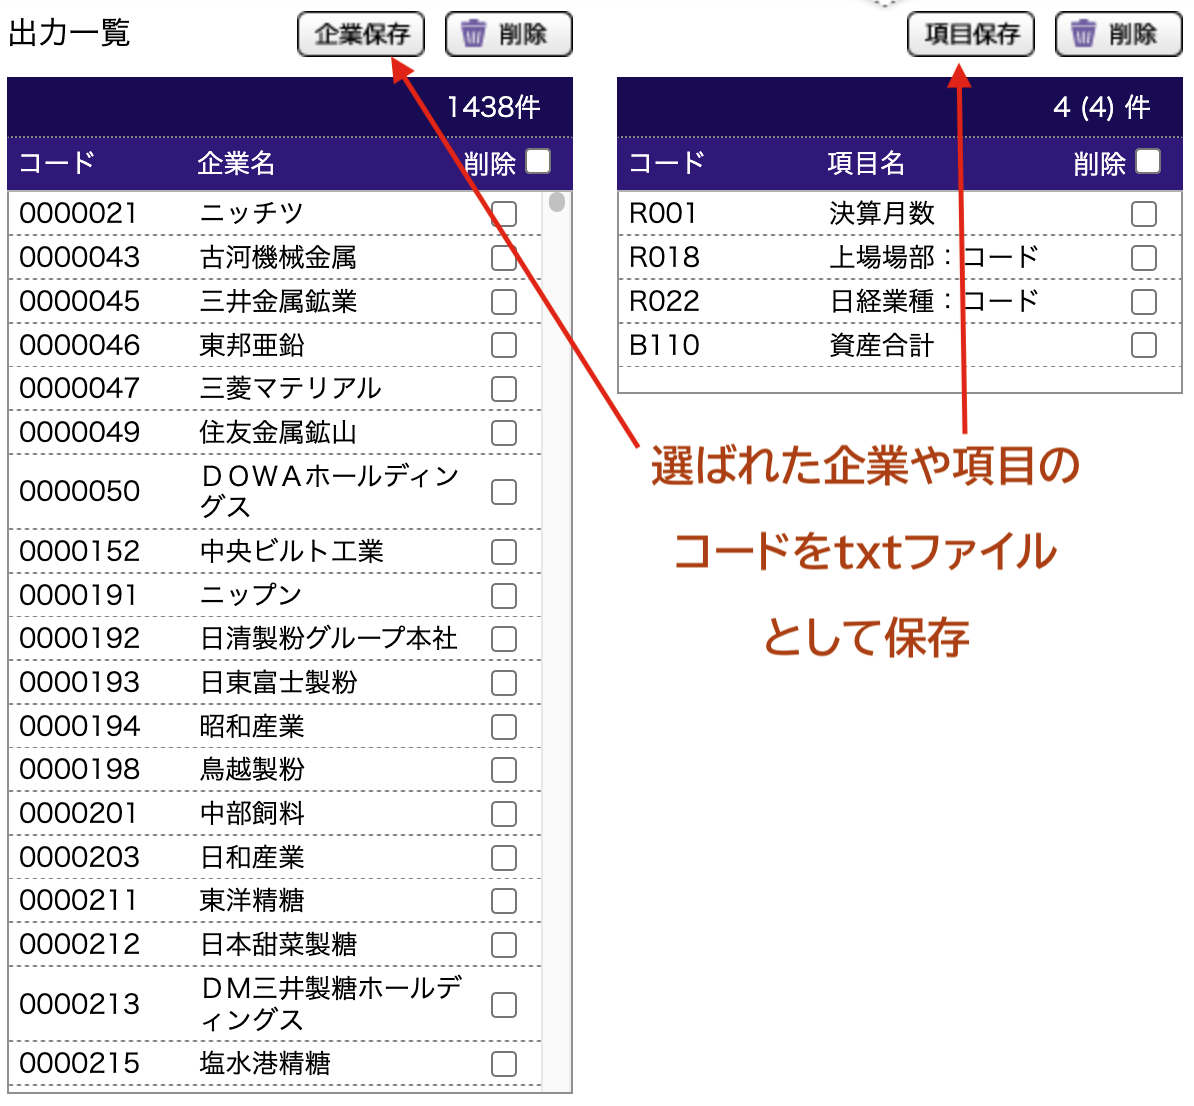 出力一覧 企業保存 削除
1438件
コード 企業名 削除
0000021 ニッチツ
0000043 古河機械金属
0000045 三井金属鉱業
0000046 東邦亜鉛
0000047 三菱マテリアル
0000049 住友金属鉱山
0000050 ＤＯＷＡホールディン
グス
0000152 中央ビルト工業
0000191 ニップン
0000192 日清製粉グループ本社
0000193 日東富士製粉
0000194 昭和産業
0000198 鳥越製粉
0000201 中部飼料
0000203 日和産業
0000211 東洋精糖
0000212 日本甜菜製糖
0000213 ＤＭ三井製糖ホールデ
ィングス
0000215 塩水港精糖
項目保存 削除
4 (4) 件
コード 項目名 削除
R001 決算月数
R018 上場場部：コード
R022 日経業種：コード
B110 資産合計
選ばれた企業や項目の
コードをtxtファイル
として保存